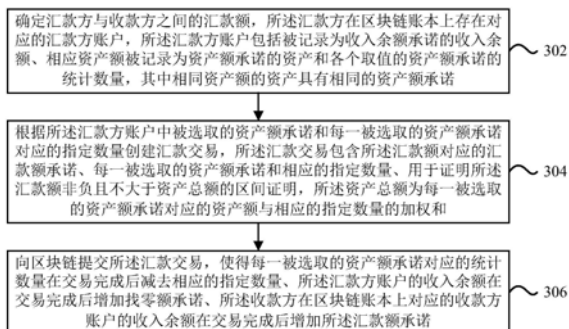 确定汇款方与收款方之间的汇款额，所述汇款方在区块链账本上存在对
应的汇款方账户，所述汇款方账户包括被记录为收入余额承诺的收入余
额、相应资产额被记录为资产额承诺的资产和各个取值的资产额承诺的
统计数量，其中相同资产额的资产具有相同的资产额承诺
302
根据所述汇款方账户中被选取的资产额承诺和每一被选取的资产额承诺
对应的指定数量创建汇款交易，所述汇款交易包含所述汇款额对应的汇
款额承诺、每一被选取的资产额承诺和相应的指定数量、用于证明所述
汇款额非负且不大于资产总额的区间证明，所述资产总额为每一被选取
的资产额承诺对应的资产额与相应的指定数量的加权和
304
向区块链提交所述汇款交易，使得每一被选取的资产额承诺对应的统计
数量在交易完成后减去相应的指定数量、所述汇款方账户的收入余额在
交易完成后增加找零额承诺、所述收款方在区块链账本上对应的收款方
账户的收入余额在交易完成后增加所述汇款额承诺
306